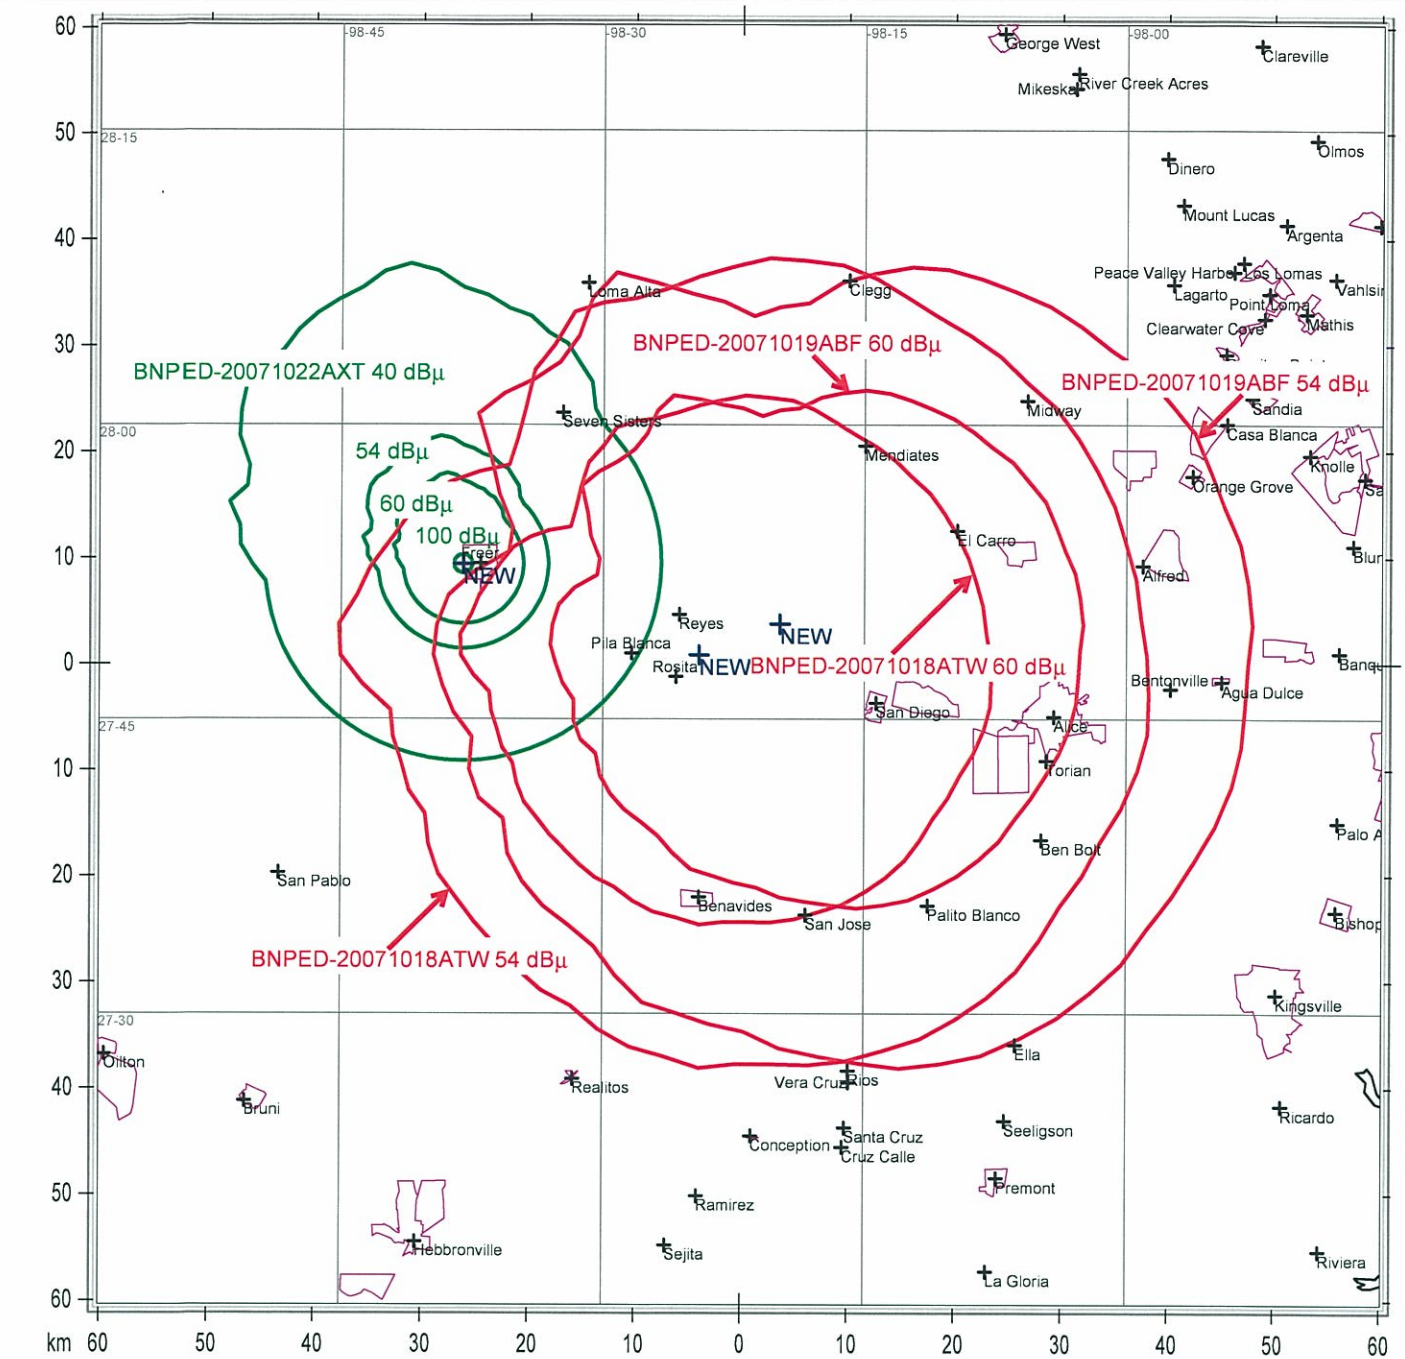 60
-98-45
-98-30
-98-15
-98-00
George West
Clareville
River Creek Acres
Mikeska
50
28-15
Olmos
Dinero
Mount Lucas
40
Argenta
Peace Valley Harbo
Los Lomas
Loma Alta
Clegg
Lagarto
Vahlsin
Point Loma
Clearwater Cove
Mathis
30
BNPED-20071019ABF 60 dBµ
BNPED-20071022AXT 40 dBµ
BNPED-20071019ABF 54 dBµ
Midway
Sandia
Seven Sisters
28-00
Casa Blanca
20
54 dBµ
Mendiates
Knolle
Orange Grove
Sa
60 dBµ
100 dBµ
El Carro
10
Freer
Blun
NEW
Alfred
Reyes
NEW
Pila Blanca
0
Rosita
NEW
BNPED-20071018ATW 60 dBµ
Banqu
Bentonville
Agua Dulce
San Diego
27-45
Alice
10
Torian
Palo A
Ben Bolt
20
San Pablo
Benavides
Palito Blanco
San Jose
Bishop
BNPED-20071018ATW 54 dBµ
30
Kingsville
27-30
Oilton
Ella
40
Realitos
Vera Cruz
Rios
Bruni
Ricardo
Santa Cruz
Seeligson
Conception
Cruz Calle
50
Premont
Ramirez
Hebbronville
Sejita
Riviera
La Gloria
60
km 60 50 40 30 20 10 0 10 20 30 40 50 60